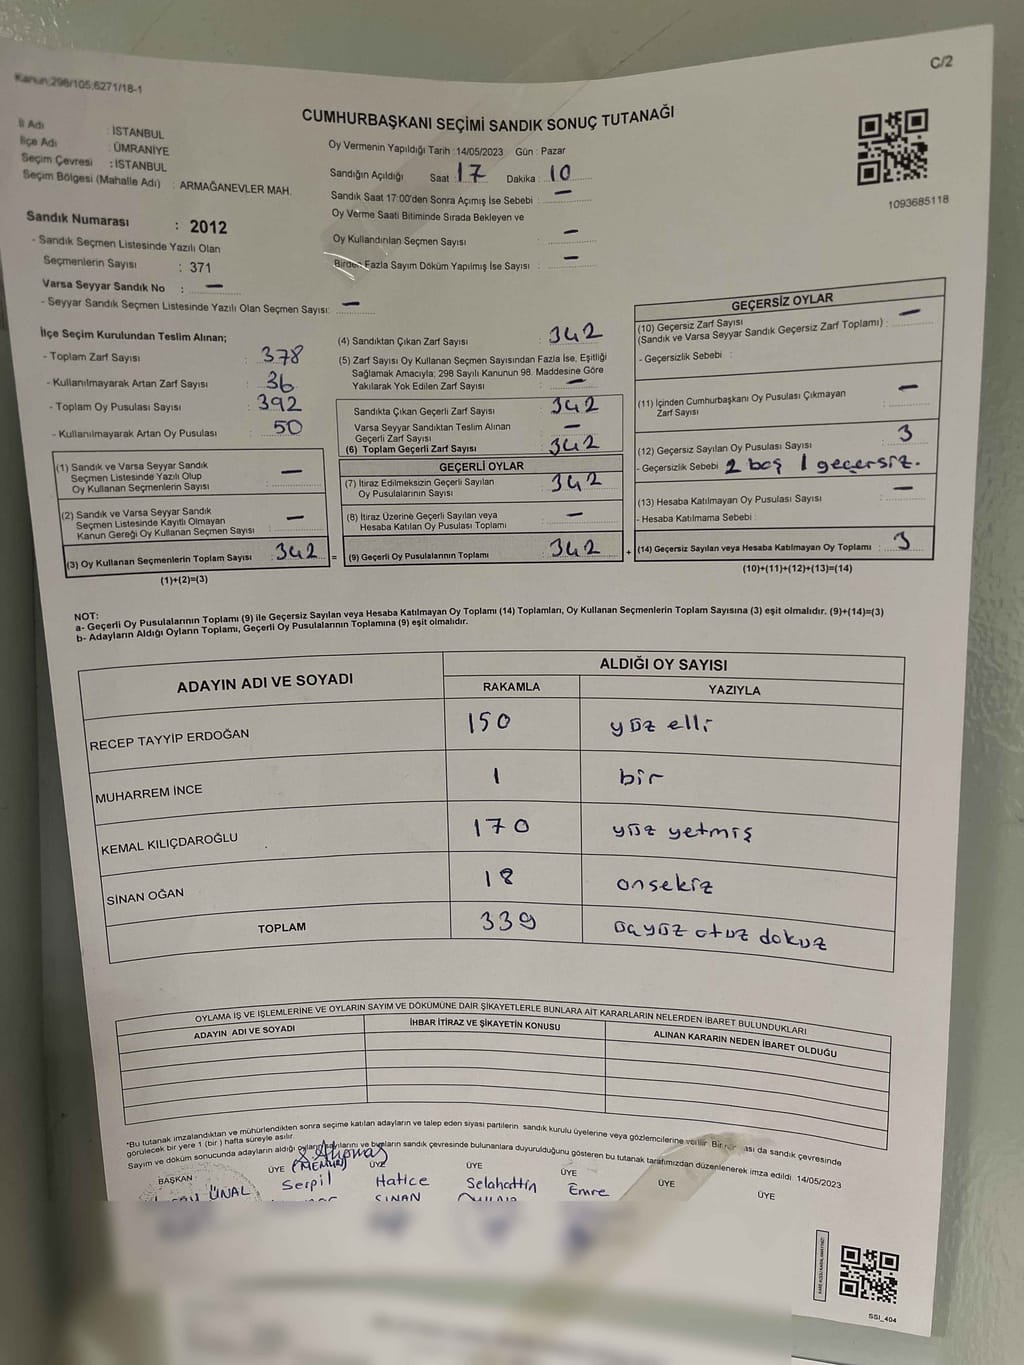 Kanun;298/105;6271/18-1
C/2
CUMHURBAŞKANI SEÇİMİ SANDIK SONUÇ TUTANAĞI
İl Adı : İSTANBUL
İlçe Adı : ÜMRANİYE
Seçim Çevresi : İSTANBUL
Seçim Bölgesi (Mahalle Adı) : ARMAĞANEVLER MAH.
Oy Vermenin Yapıldığı Tarih :14/05/2023 Gün : Pazar
Sandığın Açıldığı Saat : 17 Dakika : 10
Sandık Saat 17:00'den Sonra Açımış İse Sebebi : —
Oy Verme Saati Bitiminde Sırada Bekleyen ve
Oy Kullandırılan Seçmen Sayısı : —
Birden Fazla Sayım Döküm Yapılmış İse Sayısı : —
1093685118
Sandık Numarası : 2012
- Sandık Seçmen Listesinde Yazılı Olan
Seçmenlerin Sayısı : 371
Varsa Seyyar Sandık No : —
- Seyyar Sandık Seçmen Listesinde Yazılı Olan Seçmen Sayısı: —
İlçe Seçim Kurulundan Teslim Alınan;
- Toplam Zarf Sayısı : 378
- Kullanılmayarak Artan Zarf Sayısı : 36
- Toplam Oy Pusulası Sayısı : 392
- Kullanılmayarak Artan Oy Pusulası : 50
(1) Sandık ve Varsa Seyyar Sandık
Seçmen Listesinde Yazılı Olup
Oy Kullanan Seçmenlerin Sayısı : —
(2) Sandık ve Varsa Seyyar Sandık
Seçmen Listesinde Kayıtlı Olmayan
Kanun Gereği Oy Kullanan Seçmen Sayısı : —
(3) Oy Kullanan Seçmenlerin Toplam Sayısı : 342 =
(1)+(2)=(3)
(4) Sandıktan Çıkan Zarf Sayısı : 342
(5) Zarf Sayısı Oy Kullanan Seçmen Sayısından Fazla İse, Eşitliği
Sağlamak Amacıyla; 298 Sayılı Kanunun 98. Maddesine Göre
Yakılarak Yok Edilen Zarf Sayısı : —
Sandıkta Çıkan Geçerli Zarf Sayısı : 342
Varsa Seyyar Sandıktan Teslim Alınan
Geçerli Zarf Sayısı : —
(6) Toplam Geçerli Zarf Sayısı : 342
GEÇERLİ OYLAR
(7) İtiraz Edilmeksizin Geçerli Sayılan
Oy Pusulalarının Sayısı : 342
(8) İtiraz Üzerine Geçerli Sayılan veya
Hesaba Katılan Oy Pusulası Toplamı : —
(9) Geçerli Oy Pusulalarının Toplamı : 342 +
GEÇERSİZ OYLAR
(10) Geçersiz Zarf Sayısı
(Sandık ve Varsa Seyyar Sandık Geçersiz Zarf Toplamı) : —
- Geçersizlik Sebebi :
(11) İçinden Cumhurbaşkanı Oy Pusulası Çıkmayan
Zarf Sayısı : —
(12) Geçersiz Sayılan Oy Pusulası Sayısı : 3
- Geçersizlik Sebebi 2 boş 1 geçersiz.
(13) Hesaba Katılmayan Oy Pusulası Sayısı : —
- Hesaba Katılmama Sebebi :
(14) Geçersiz Sayılan veya Hesaba Katılmayan Oy Toplamı : 3
(10)+(11)+(12)+(13)=(14)
NOT:
a- Geçerli Oy Pusulalarının Toplamı (9) ile Geçersiz Sayılan veya Hesaba Katılmayan Oy Toplamı (14) Toplamları, Oy Kullanan Seçmenlerin Toplam Sayısına (3) eşit olmalıdır. (9)+(14)=(3)
b- Adayların Aldığı Oyların Toplamı, Geçerli Oy Pusulalarının Toplamına (9) eşit olmalıdır.
ADAYIN ADI VE SOYADI
ALDIĞI OY SAYISI
RAKAMLA YAZIYLA
RECEP TAYYİP ERDOĞAN 150 yüz elli
MUHARREM İNCE 1 bir
KEMAL KILIÇDAROĞLU 170 yüz yetmiş
SİNAN OĞAN 18 onsekiz
TOPLAM 339 üçyüz otuz dokuz
OYLAMA İŞ VE İŞLEMLERİNE VE OYLARIN SAYIM VE DÖKÜMÜNE DAİR ŞİKAYETLERLE BUNLARA AİT KARARLARIN NELERDEN İBARET BULUNDUKLARI
ADAYIN ADI VE SOYADI İHBAR İTİRAZ VE ŞİKAYETİN KONUSU ALINAN KARARIN NEDEN İBARET OLDUĞU
*Bu tutanak imzalandıktan ve mühürlendikten sonra seçime katılan adayların ve talep eden siyasi partilerin sandık kurulu üyelerine veya gözlemcilerine verilir. Bir da sandık çevresinde
görülecek bir yere 1 (bir ) hafta süreyle asılır.
Sayım ve döküm sonucunda adayların aldığı oyların sayılarını ve bunların sandık çevresinde bulunanlara duyurulduğunu gösteren bu tutanak tarafımızdan düzenlenerek imza edildi. 14/05/2023
BAŞKAN ÜYE (MEMUR) ÜYE ÜYE ÜYE ÜYE ÜYE
ÜNAL Serpil Hatice Selahattin Emre
SİNAN
SSI_404